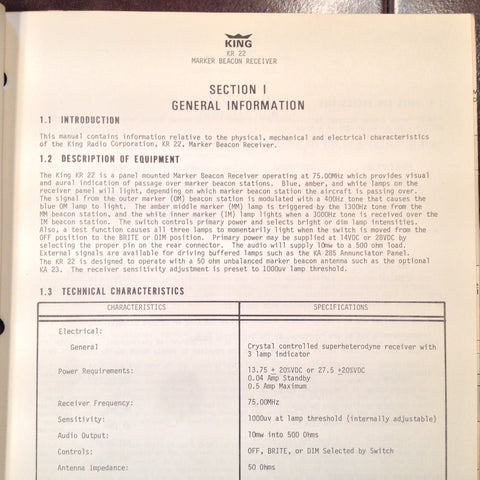 KING
KR 22
MARKER BEACON RECEIVER
SECTION I
GENERAL INFORMATION
1.1 INTRODUCTION
This manual contains information relative to the physical, mechanical and electrical characteristics
of the King Radio Corporation, KR 22, Marker Beacon Receiver.
1.2 DESCRIPTION OF EQUIPMENT
The King KR 22 is a panel mounted Marker Beacon Receiver operating at 75.00MHz which provides visual
and aural indication of passage over marker beacon stations. Blue, amber, and white lamps on the
receiver panel will light, depending on which marker beacon station the aircraft is passing over.
The signal from the outer marker (OM) beacon station is modulated with a 400Hz tone that causes the
blue OM lamp to light. The amber middle marker (MM) lamp is triggered by the 1300Hz tone from the
MM beacon station, and the white inner marker (IM) lamp lights when a 3000Hz tone is received over the
IM beacon station. The switch controls primary power and selects bright or dim lamp intensities.
Also, a test function causes all three lamps to momentarily light when the switch is moved from the
OFF position to the BRITE or DIM position. Primary power may be supplied at 14VDC or 28VDC by
selecting the proper pin on the rear connector. The audio will supply 10mw to a 500 ohm load.
External signals are available for driving buffered lamps such as the KA 285 Annunciator Panel.
The KR 22 is designed to operate with a 50 ohm unbalanced marker beacon antenna such as the optional
KA 23. The receiver sensitivity adjustment is preset to 1000uv lamp threshold.
1.3 TECHNICAL CHARACTERISTICS
CHARACTERISTICS SPECIFICATIONS
Electrical:
General Crystal controlled superheterodyne receiver with
3 lamp indicator
Power Requirements: 13.75 ± 20%VDC or 27.5 ±20%VDC
0.04 Amp Standby
0.5 Amp Maximum
Receiver Frequency: 75.00MHz
Sensitivity: 1000uv at lamp threshold (internally adjustable)
Audio Output: 10mw into 500 Ohms
Controls: OFF, BRITE, or DIM Selected by Switch
Antenna Impedance: 50 Ohms